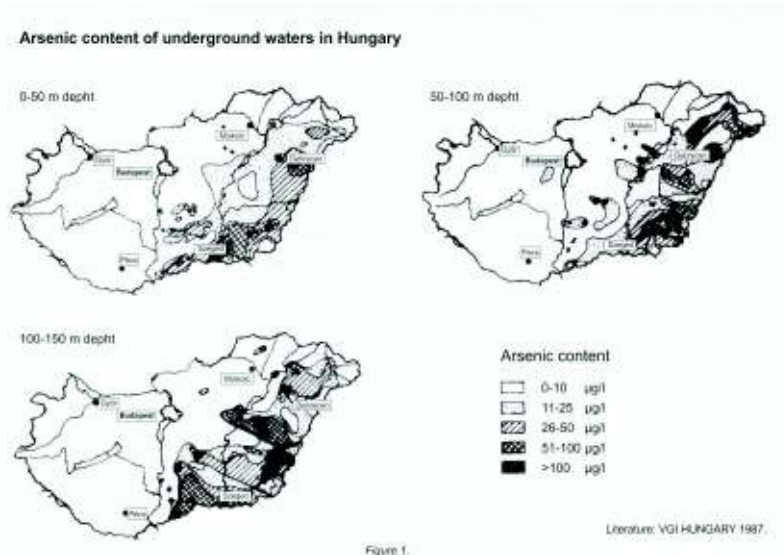 Arsenic content of underground waters in Hungary
0-50 m depht
Miskolc
Győr
Budapest
Debrecen
Szeged
Pécs
50-100 m depht
Miskolc
Győr
Budapest
Debrecen
Szeged
Pécs
100-150 m depht
Miskolc
Győr
Budapest
Debrecen
Szeged
Pécs
Arsenic content
0-10 µg/l
11-25 µg/l
26-50 µg/l
51-100 µg/l
>100 µg/l
Literature: VGI HUNGARY 1987.
Figure 1.